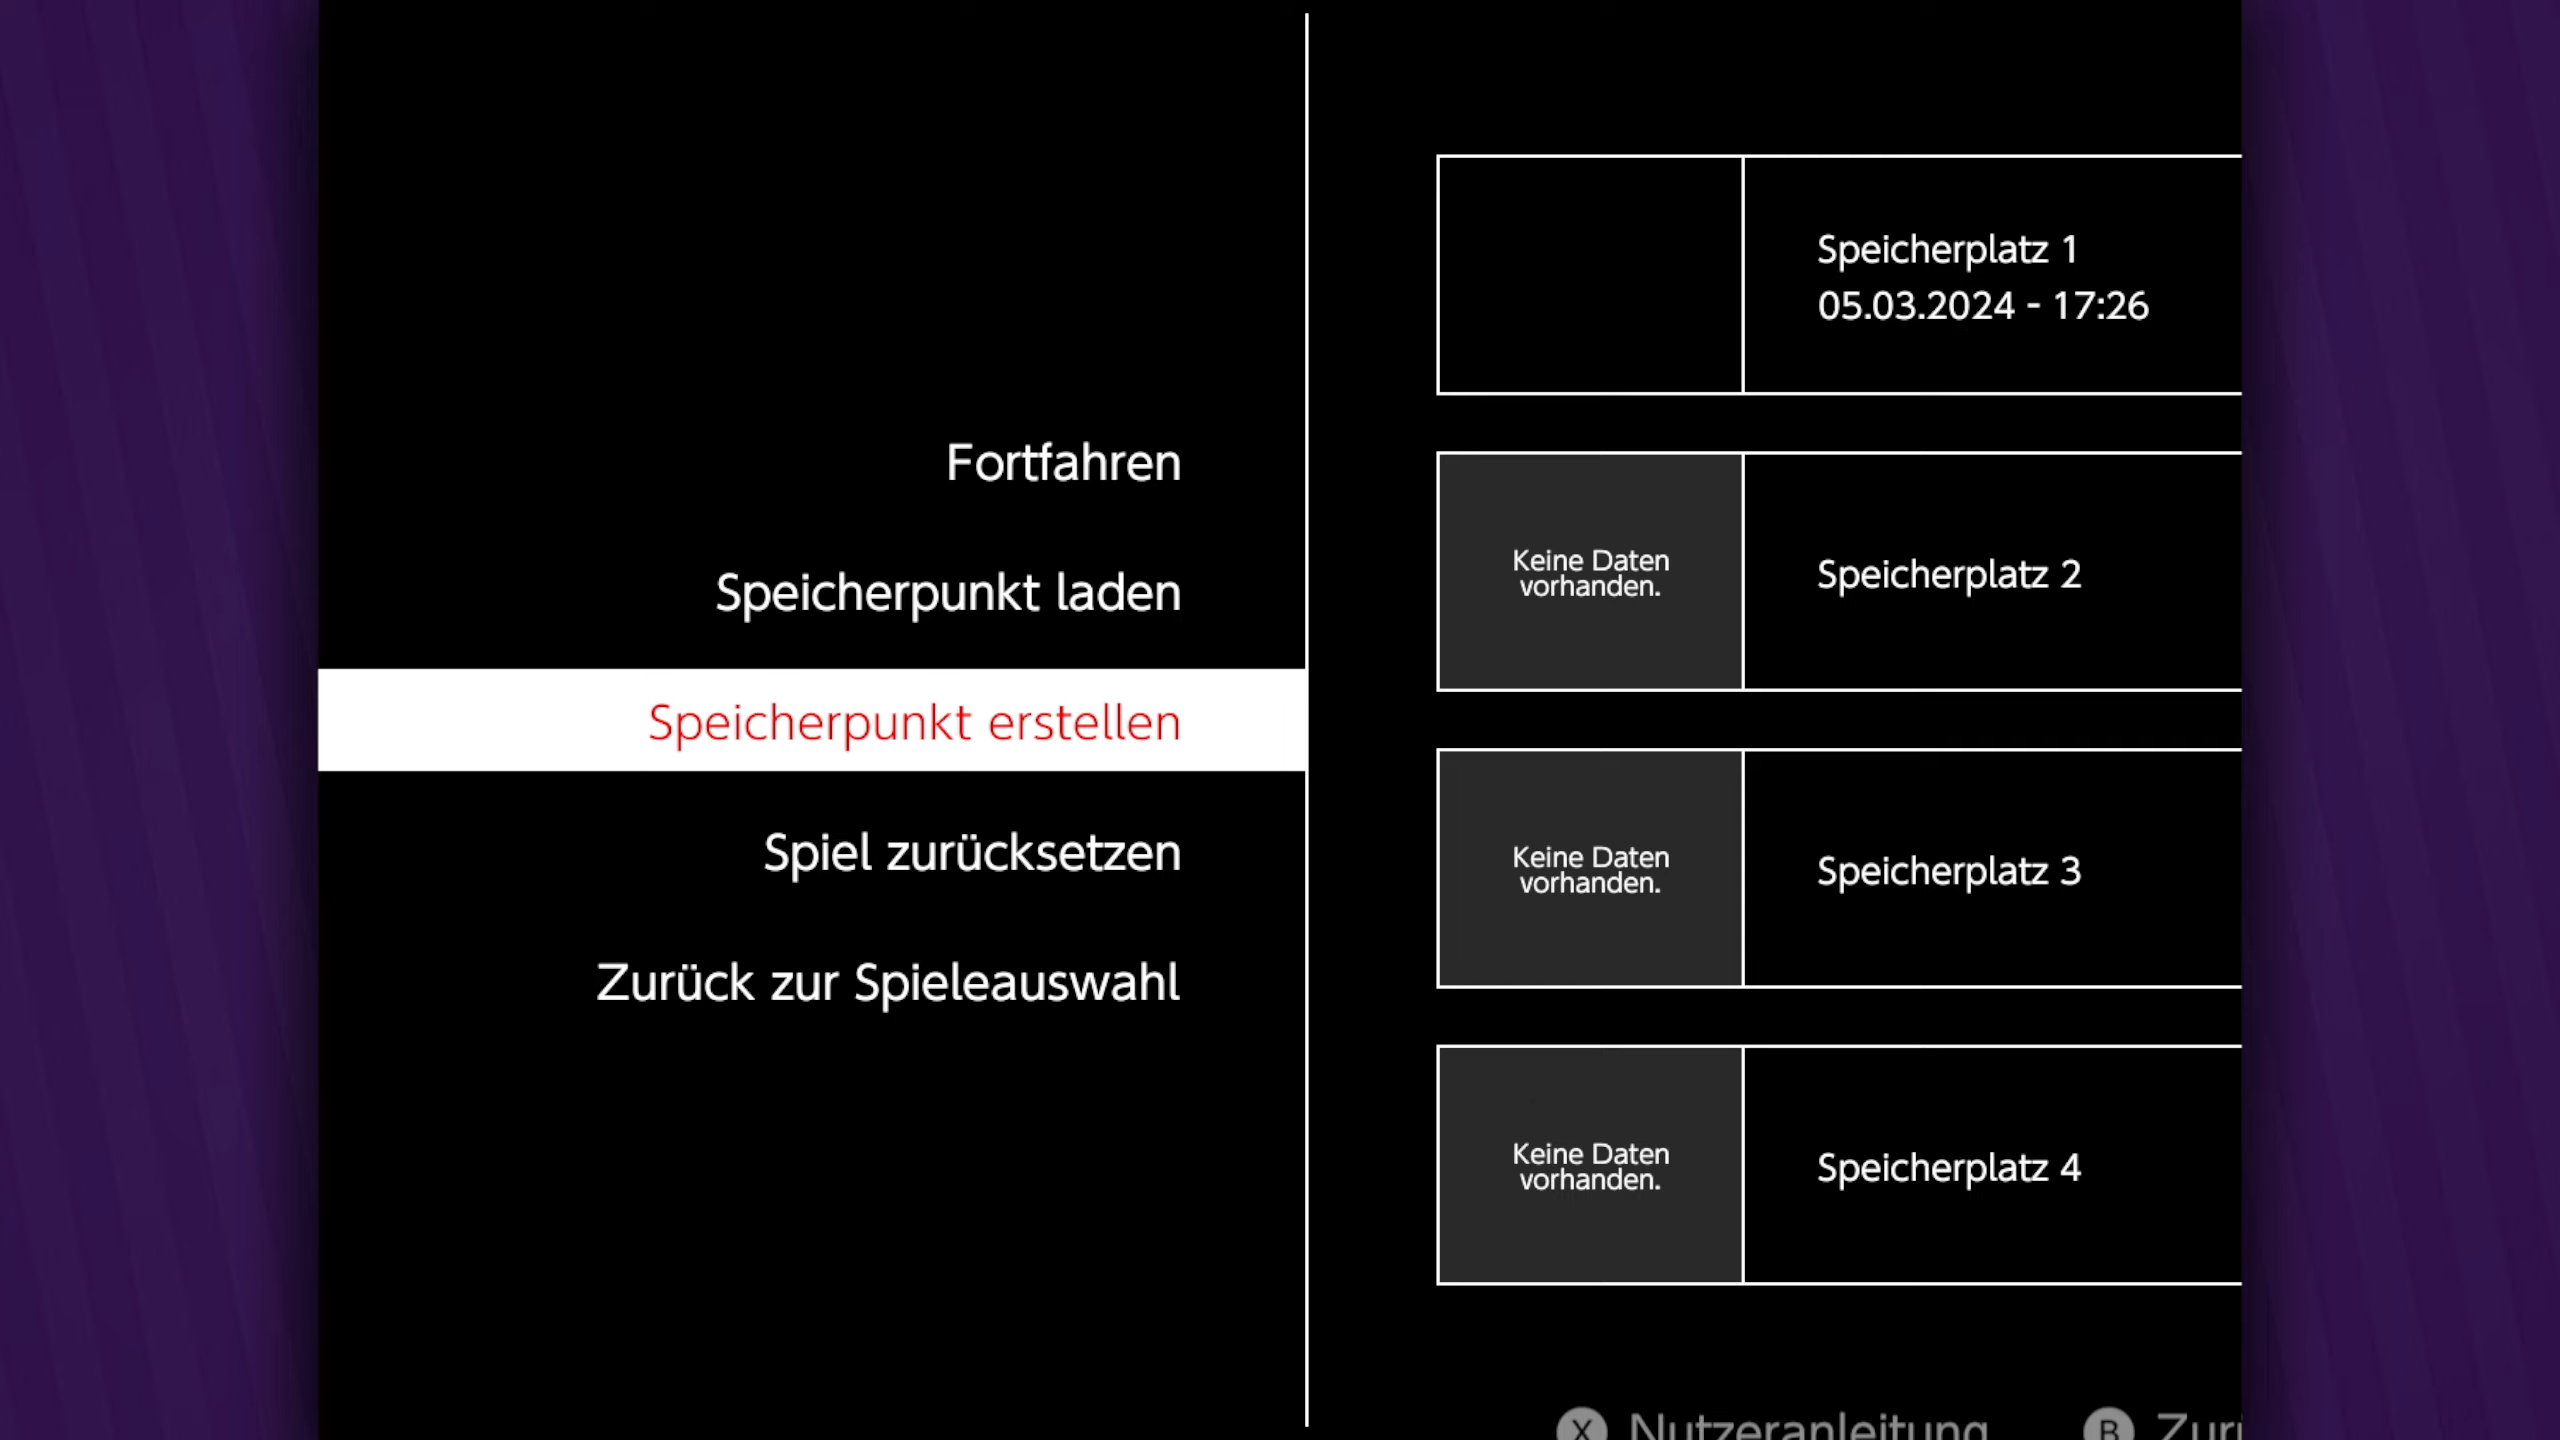 Fortfahren
Speicherpunkt laden
Speicherpunkt erstellen
Spiel zurücksetzen
Zurück zur Spieleauswahl
Speicherplatz 1
05.03.2024 - 17:26
Keine Daten
vorhanden.
Speicherplatz 2
Keine Daten
vorhanden.
Speicherplatz 3
Keine Daten
vorhanden.
Speicherplatz 4
X Nutzeranleitung B